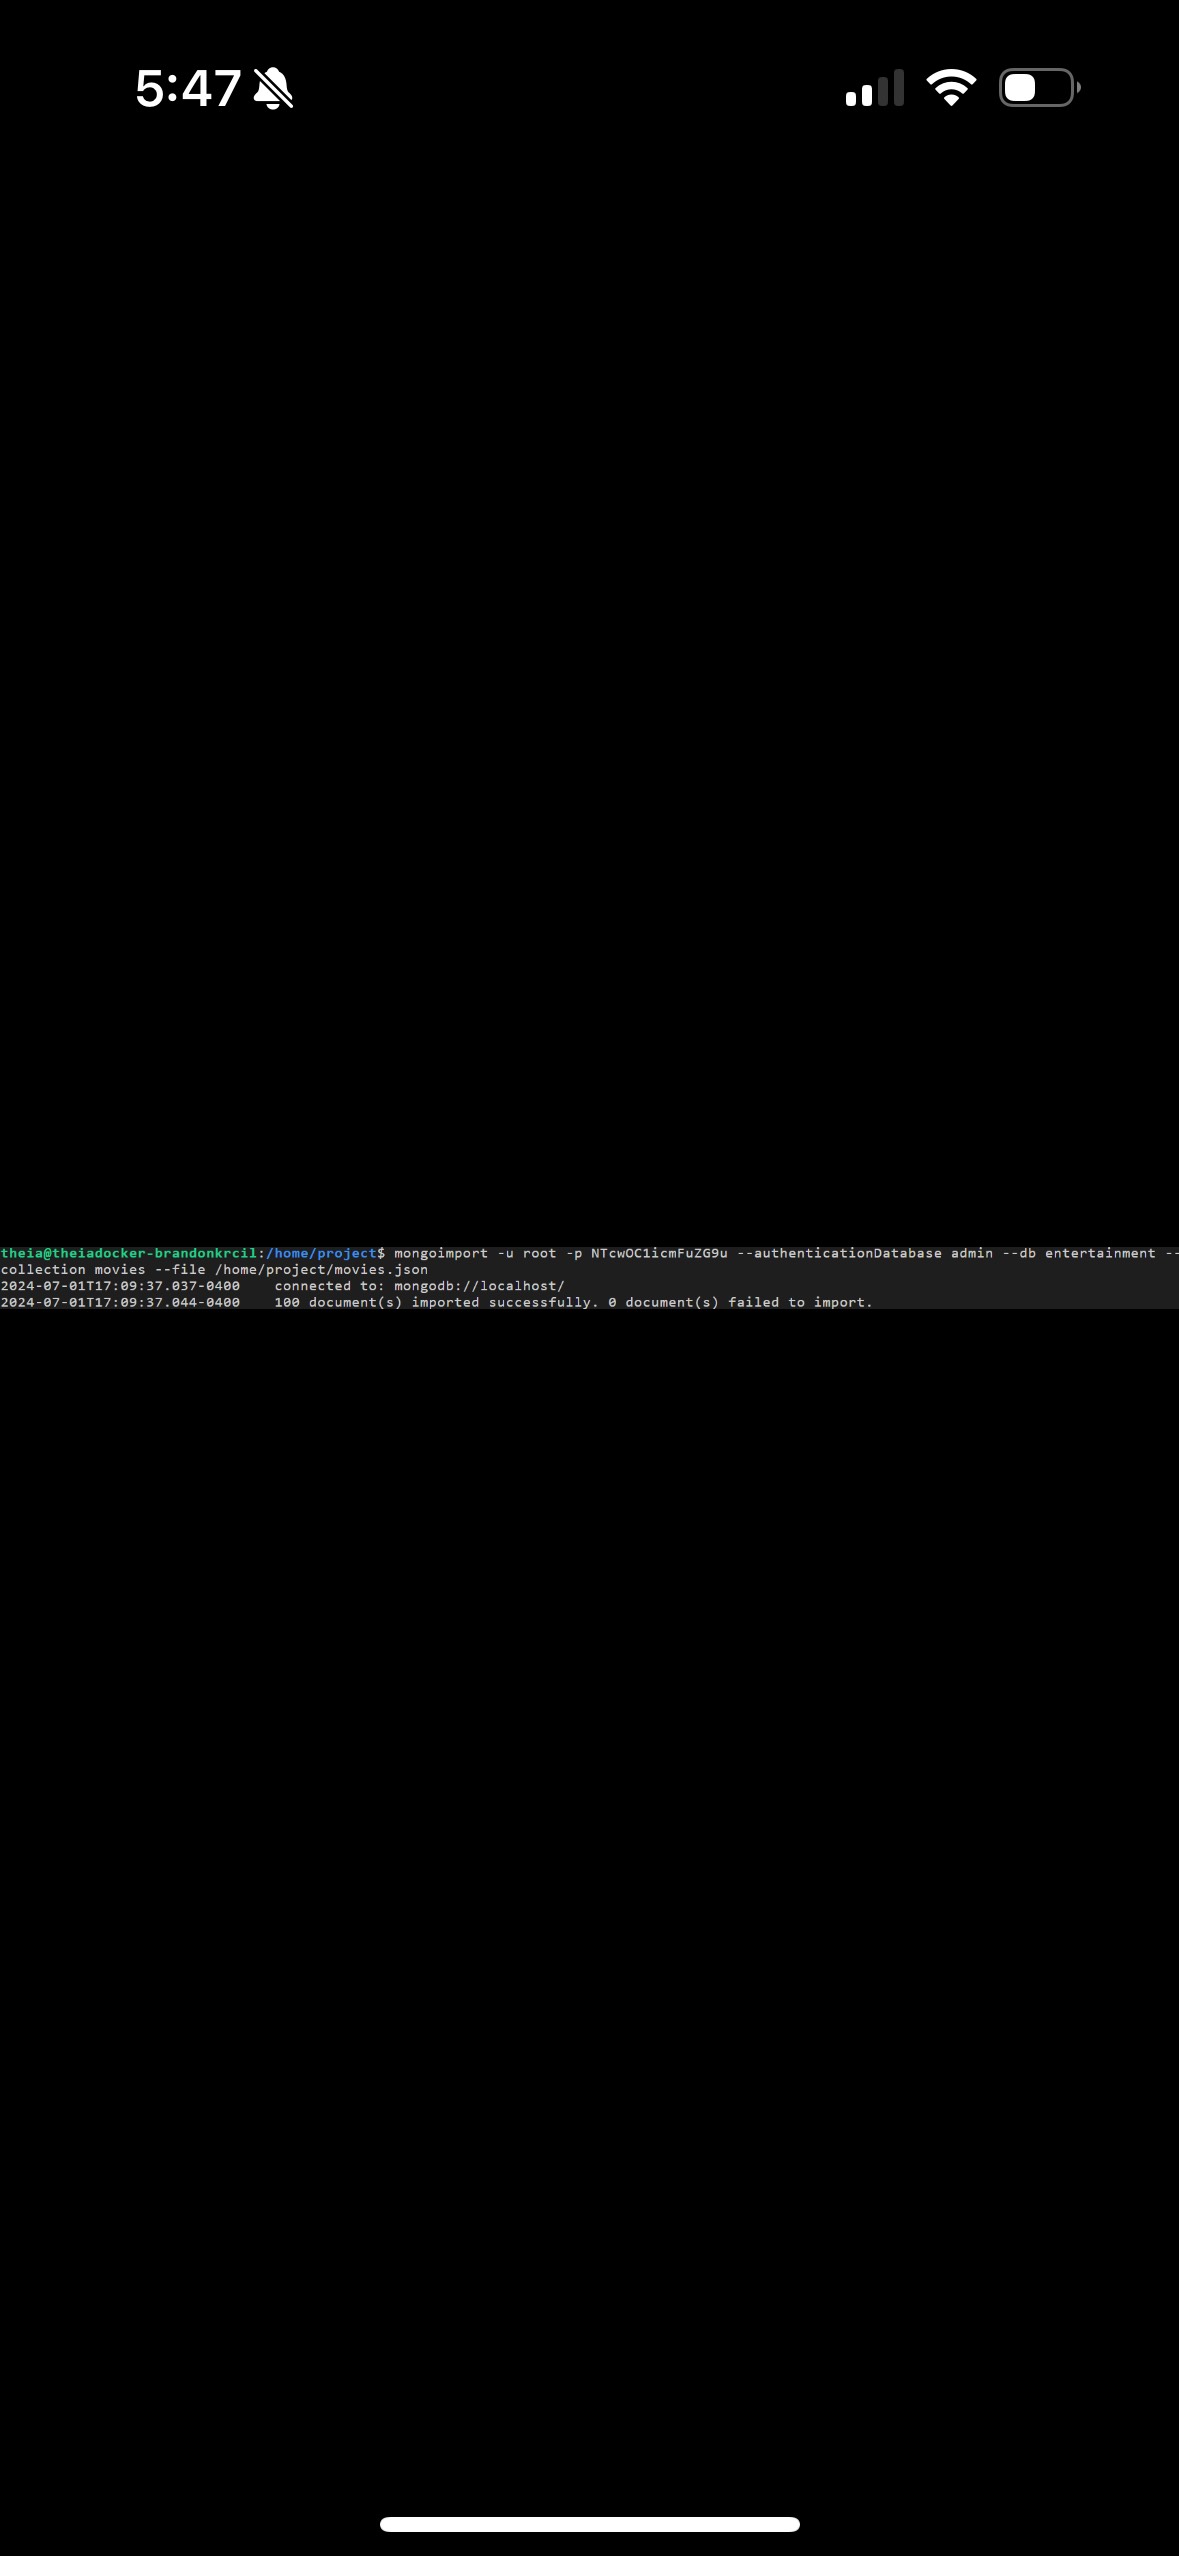 5:47
theia@theiadocker-brandonkrcil:/home/project$ mongoimport -u root -p NTcwOC1icmFuZG9u --authenticationDatabase admin --db entertainment --
collection movies --file /home/project/movies.json
2024-07-01T17:09:37.037-0400    connected to: mongodb://localhost/
2024-07-01T17:09:37.044-0400    100 document(s) imported successfully. 0 document(s) failed to import.